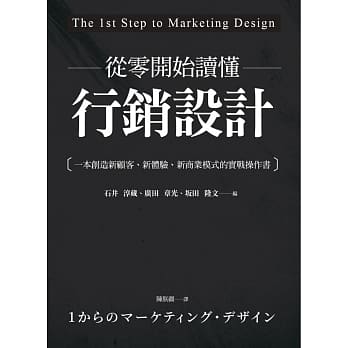 The 1st Step to Marketing Design
從零開始讀懂
行銷設計
〔一本創造新顧客、新體驗、新商業模式的實戰操作書〕
石井 淳蔵、廣田 章光、坂田 隆文──編
陳朕疆──譯
1からのマーケティング・デザイン